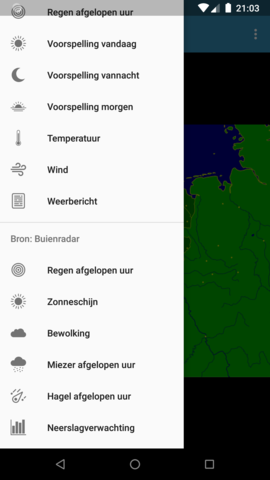 21:03
Regen afgelopen uur
Voorspelling vandaag
Voorspelling vannacht
Voorspelling morgen
Temperatuur
Wind
Weerbericht
Bron: Buienradar
Regen afgelopen uur
Zonneschijn
Bewolking
Miezer afgelopen uur
Hagel afgelopen uur
Neerslagverwachting